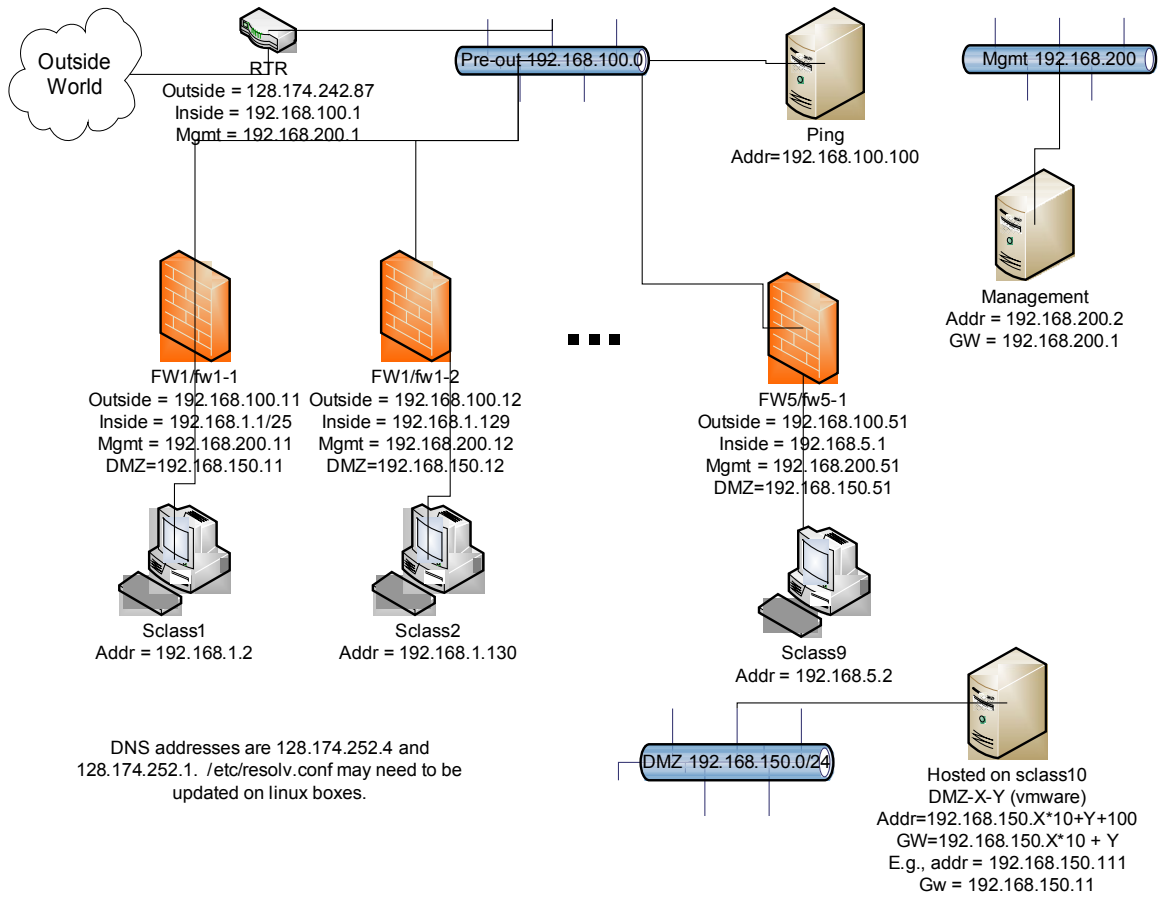 Outside
World
RTR
Outside = 128.174.242.87
Inside = 192.168.100.1
Mgmt = 192.168.200.1
Pre-out 192.168.100.0
Ping
Addr=192.168.100.100
Mgmt 192.168.200
Management
Addr = 192.168.200.2
GW = 192.168.200.1
FW1/fw1-1
Outside = 192.168.100.11
Inside = 192.168.1.1/25
Mgmt = 192.168.200.11
DMZ=192.168.150.11
FW1/fw1-2
Outside = 192.168.100.12
Inside = 192.168.1.129
Mgmt = 192.168.200.12
DMZ=192.168.150.12
FW5/fw5-1
Outside = 192.168.100.51
Inside = 192.168.5.1
Mgmt = 192.168.200.51
DMZ=192.168.150.51
Sclass1
Addr = 192.168.1.2
Sclass2
Addr = 192.168.1.130
Sclass9
Addr = 192.168.5.2
DNS addresses are 128.174.252.4 and
128.174.252.1. /etc/resolv.conf may need to be
updated on linux boxes.
DMZ 192.168.150.0/24
Hosted on sclass10
DMZ-X-Y (vmware)
Addr=192.168.150.X*10+Y+100
GW=192.168.150.X*10 + Y
E.g., addr = 192.168.150.111
Gw = 192.168.150.11